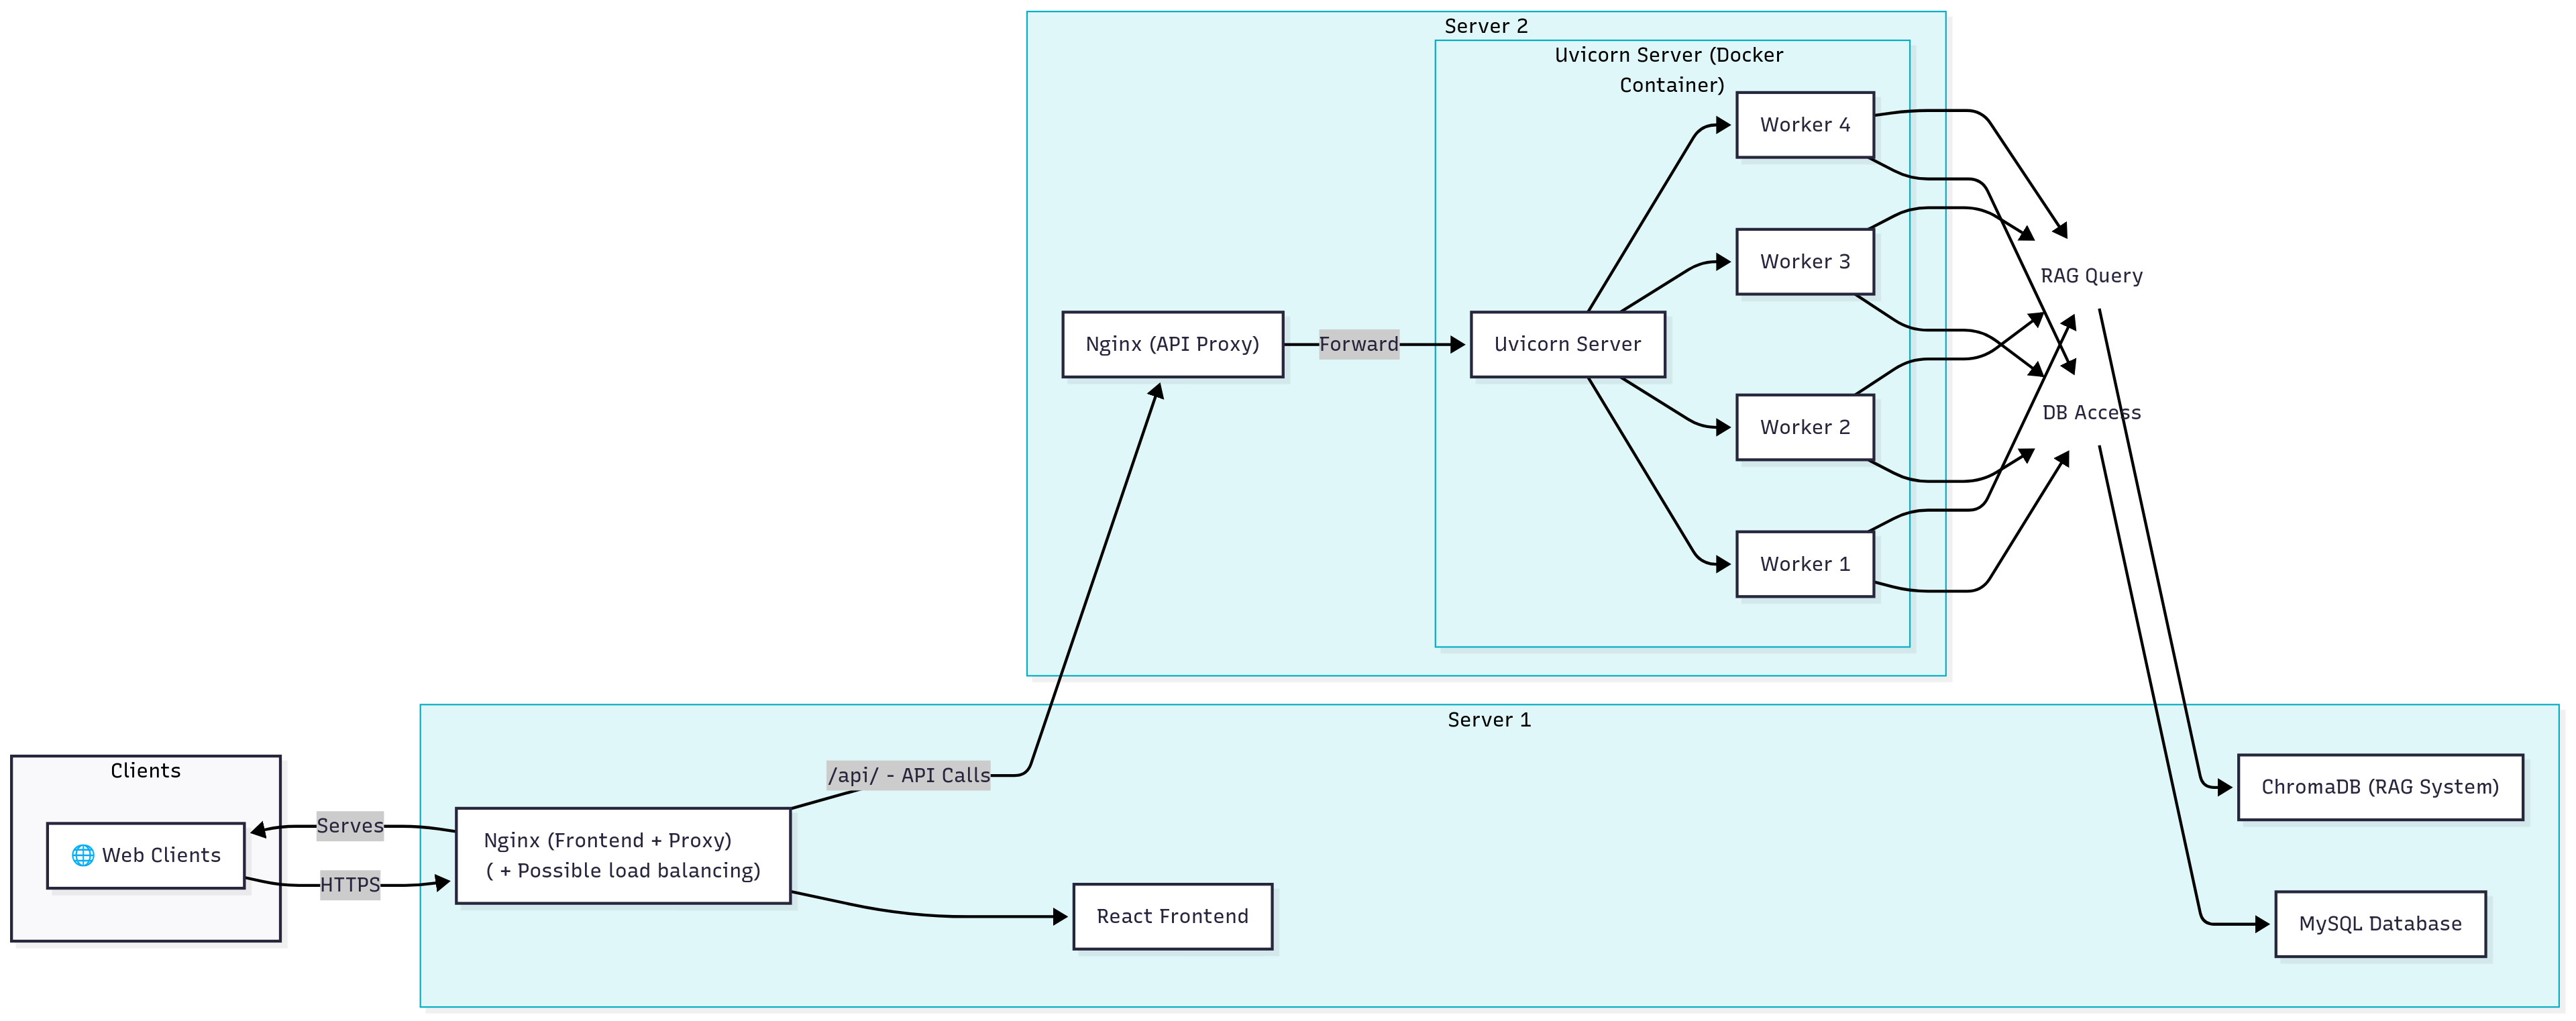 Server 2
Uvicorn Server (Docker
Container)
Worker 4
Worker 3
RAG Query
Nginx (API Proxy)
Forward
Uvicorn Server
DB Access
Worker 2
Worker 1
Server 1
Clients
/api/ - API Calls
ChromaDB (RAG System)
Serves
Nginx (Frontend + Proxy)
( + Possible load balancing)
🌐 Web Clients
HTTPS
React Frontend
MySQL Database